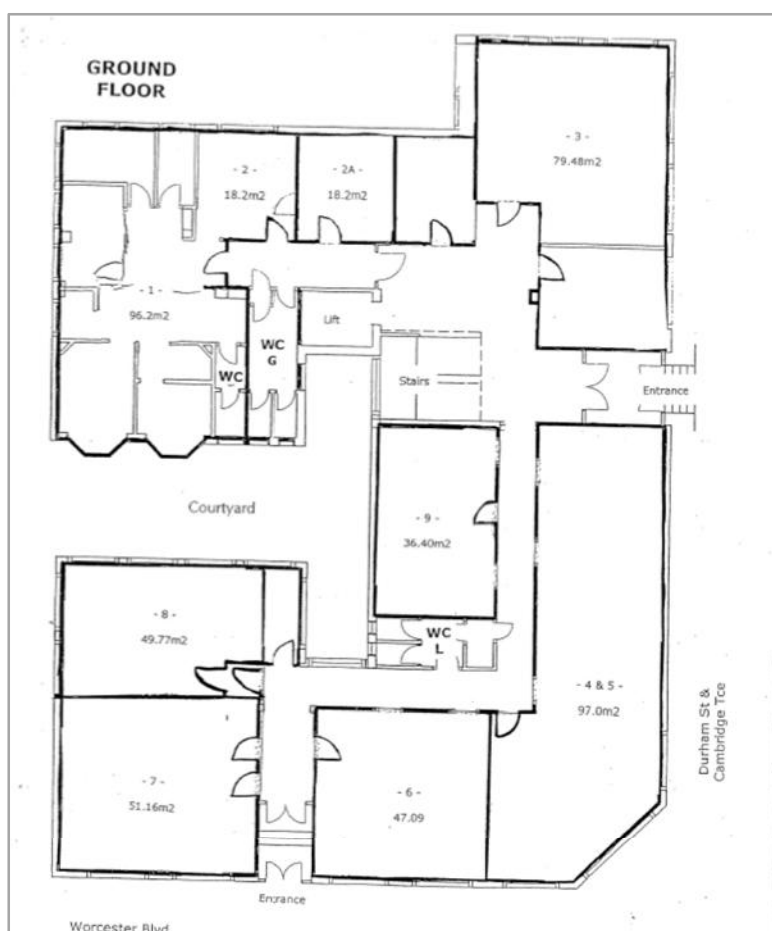 GROUND
FLOOR
- 3 -
79.48m2
- 2 -
18.2m2
- 2A -
18.2m2
- 1 -
96.2m2
Lift
WC
G
WC
Stairs
Entrance
Courtyard
- 9 -
36.40m2
- 8 -
49.77m2
WC
L
- 4 & 5 -
97.0m2
Durham St &
Cambridge Tce
- 7 -
51.16m2
- 6 -
47.09
Entrance
Worcester Blvd